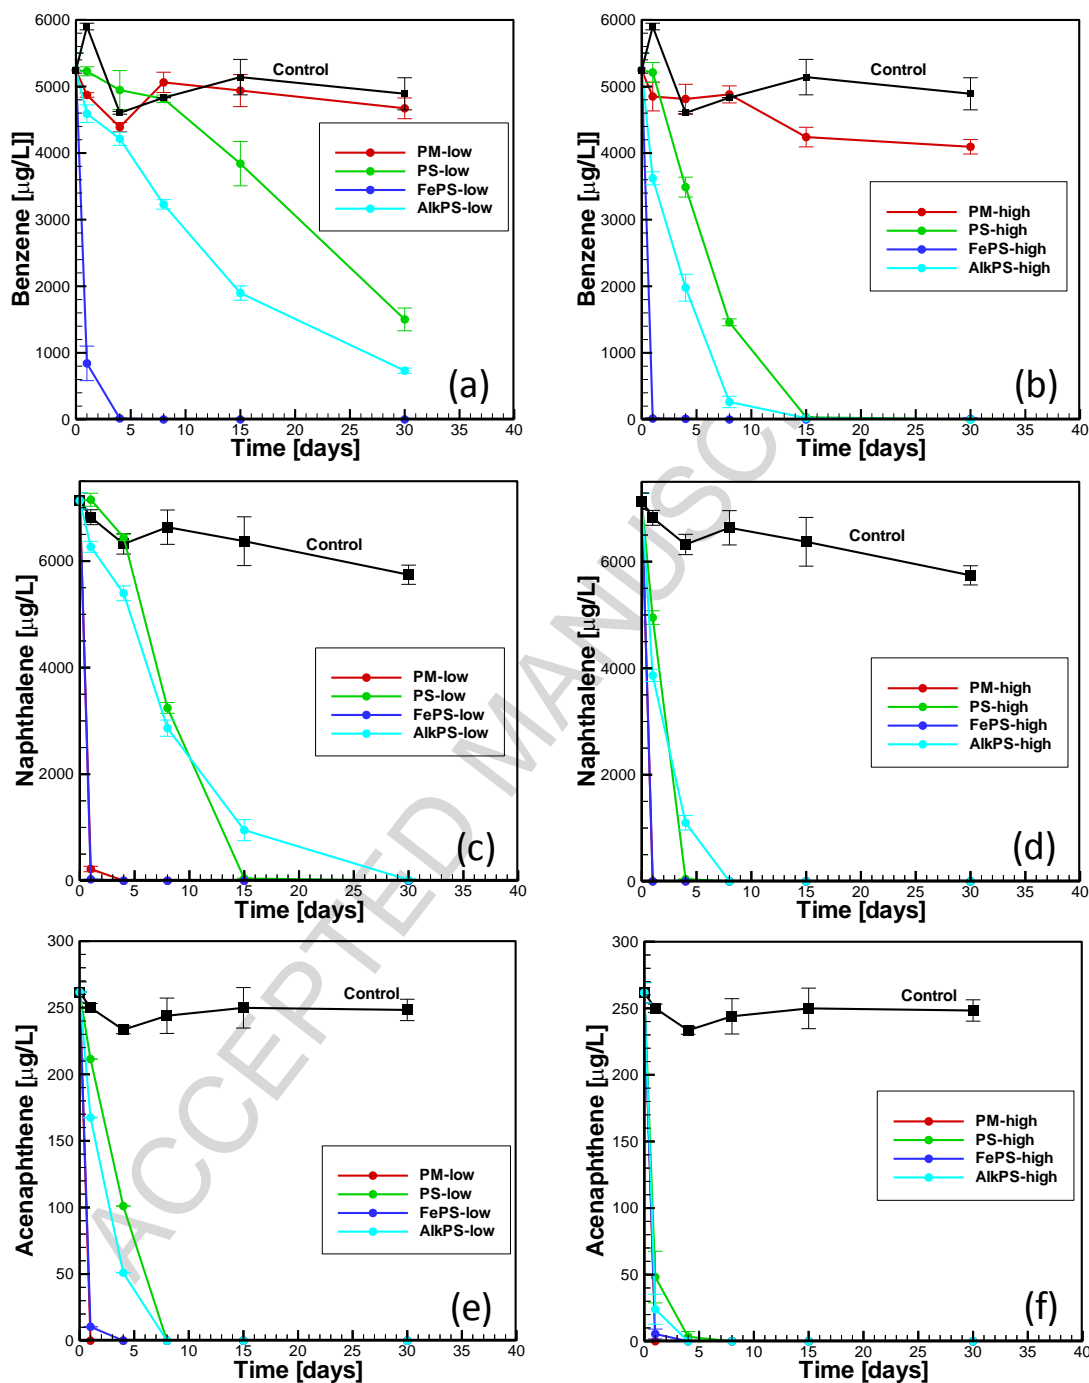 6000
5000
4000
3000
2000
1000
0
Benzene [µg/L]]
Control
PM-low
PS-low
FePS-low
AlkPS-low
(a)
0 5 10 15 20 25 30 35 40
Time [days]
6000
5000
4000
3000
2000
1000
0
Benzene [µg/L]]
Control
PM-high
PS-high
FePS-high
AlkPS-high
(b)
0 5 10 15 20 25 30 35 40
Time [days]
6000
4000
2000
0
Naphthalene [µg/L]
Control
PM-low
PS-low
FePS-low
AlkPS-low
(c)
0 5 10 15 20 25 30 35 40
Time [days]
6000
4000
2000
0
Naphthalene [µg/L]
Control
PM-high
PS-high
FePS-high
AlkPS-high
(d)
0 5 10 15 20 25 30 35 40
Time [days]
300
250
200
150
100
50
0
Acenaphthene [µg/L]
Control
PM-low
PS-low
FePS-low
AlkPS-low
(e)
0 5 10 15 20 25 30 35 40
Time [days]
300
250
200
150
100
50
0
Acenaphthene [µg/L]
Control
PM-high
PS-high
FePS-high
AlkPS-high
(f)
0 5 10 15 20 25 30 35 40
Time [days]
ACCEPTED MANUSC